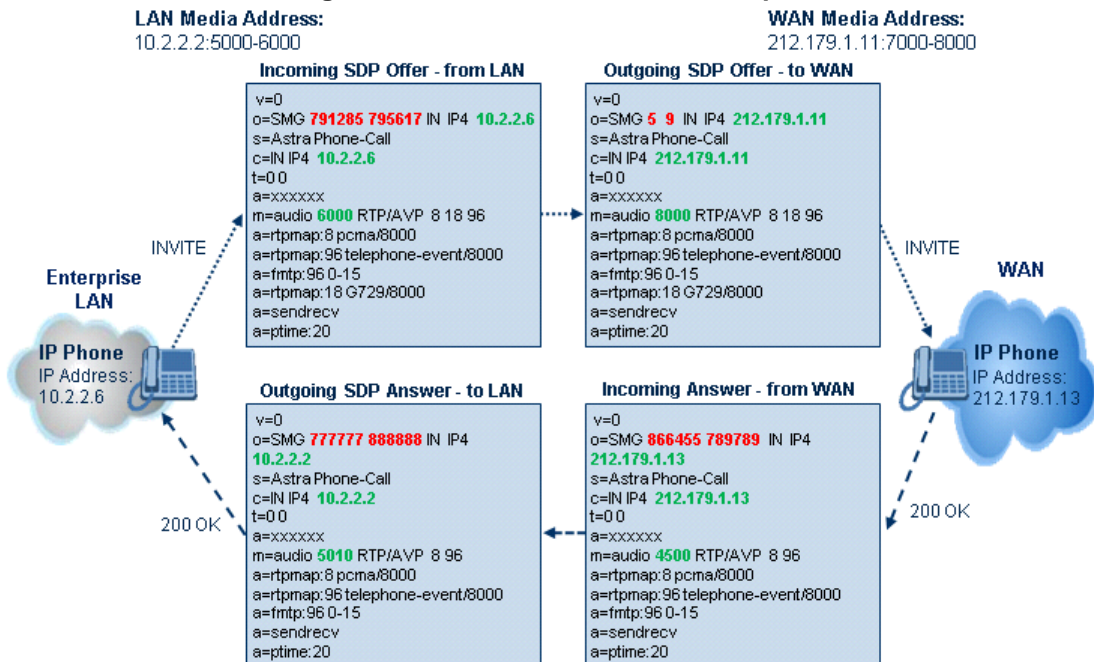 LAN Media Address:
10.2.2.2:5000-6000
WAN Media Address:
212.179.1.11:7000-8000
Incoming SDP Offer - from LAN
v=0
o=SMG 791285 795617 IN IP4 10.2.2.6
s=Astra Phone-Call
c=IN IP4 10.2.2.6
t=0 0
a=xxxxxx
m=audio 6000 RTP/AVP 8 18 96
a=rtpmap:8 pcma/8000
a=rtpmap:96 telephone-event/8000
a=fmtp:96 0-15
a=rtpmap:18 G729/8000
a=sendrecv
a=ptime:20
Outgoing SDP Offer - to WAN
v=0
o=SMG 5 9 IN IP4 212.179.1.11
s=Astra Phone-Call
c=IN IP4 212.179.1.11
t=0 0
a=xxxxxx
m=audio 8000 RTP/AVP 8 18 96
a=rtpmap:8 pcma/8000
a=rtpmap:96 telephone-event/8000
a=fmtp:96 0-15
a=rtpmap:18 G729/8000
a=sendrecv
a=ptime:20
INVITE
INVITE
Enterprise
LAN
IP Phone
IP Address:
10.2.2.6
WAN
IP Phone
IP Address:
212.179.1.13
Outgoing SDP Answer - to LAN
v=0
o=SMG 777777 888888 IN IP4
10.2.2.2
s=Astra Phone-Call
c=IN IP4 10.2.2.2
t=0 0
a=xxxxxx
m=audio 5010 RTP/AVP 8 96
a=rtpmap:8 pcma/8000
a=rtpmap:96 telephone-event/8000
a=fmtp:96 0-15
a=sendrecv
a=ptime:20
Incoming Answer - from WAN
v=0
o=SMG 866455 789789 IN IP4
212.179.1.13
s=Astra Phone-Call
c=IN IP4 212.179.1.13
t=0 0
a=xxxxxx
m=audio 4500 RTP/AVP 8 96
a=rtpmap:8 pcma/8000
a=rtpmap:96 telephone-event/8000
a=fmtp:96 0-15
a=sendrecv
a=ptime:20
200 OK
200 OK